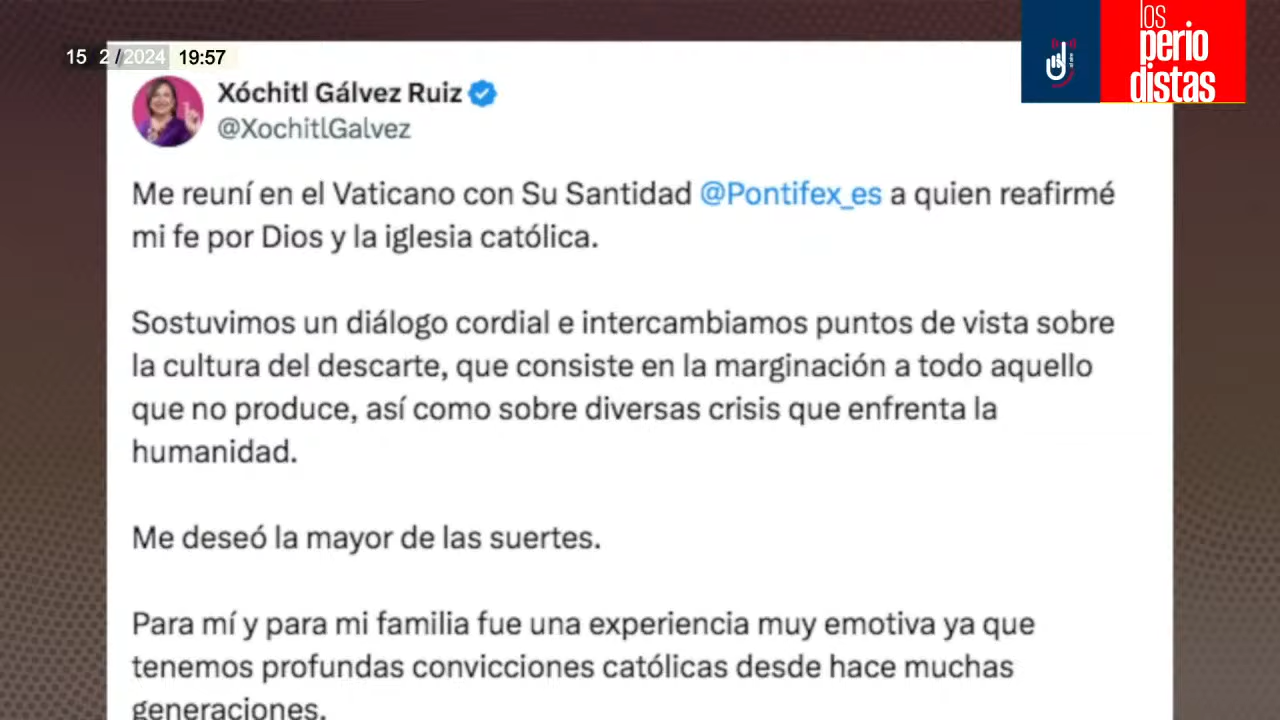 15 2/2024 19:57
los
perio
distas
Xóchitl Gálvez Ruiz
@XochitlGalvez
Me reuní en el Vaticano con Su Santidad @Pontifex_es a quien reafirmé
mi fe por Dios y la iglesia católica.
Sostuvimos un diálogo cordial e intercambiamos puntos de vista sobre
la cultura del descarte, que consiste en la marginación a todo aquello
que no produce, así como sobre diversas crisis que enfrenta la
humanidad.
Me deseó la mayor de las suertes.
Para mí y para mi familia fue una experiencia muy emotiva ya que
tenemos profundas convicciones católicas desde hace muchas
generaciones.